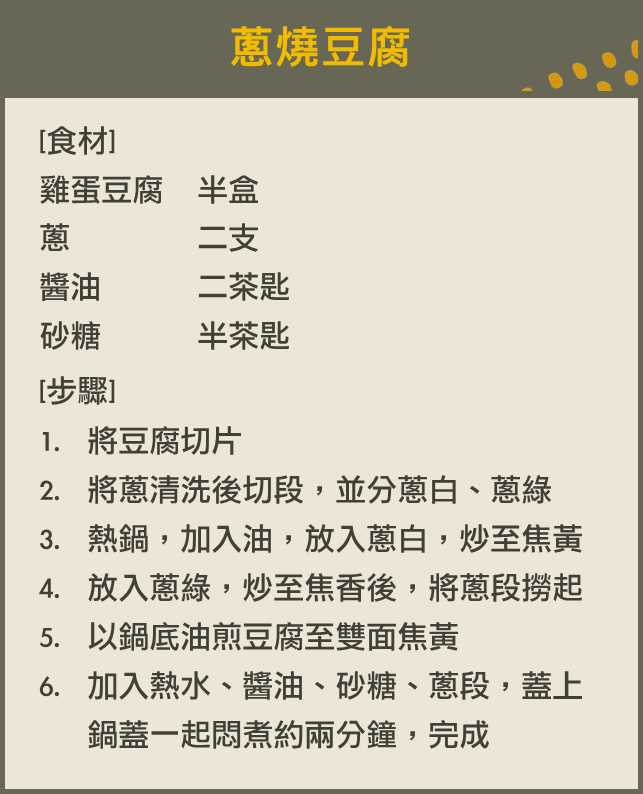 蔥燒豆腐
[食材]
雞蛋豆腐 半盒
蔥 二支
醬油 二茶匙
砂糖 半茶匙
[步驟]
1. 將豆腐切片
2. 將蔥清洗後切段，並分蔥白、蔥綠
3. 熱鍋，加入油，放入蔥白，炒至焦黃
4. 放入蔥綠，炒至焦香後，將蔥段撈起
5. 以鍋底油煎豆腐至雙面焦黃
6. 加入熱水、醬油、砂糖、蔥段，蓋上
鍋蓋一起悶煮約兩分鐘，完成